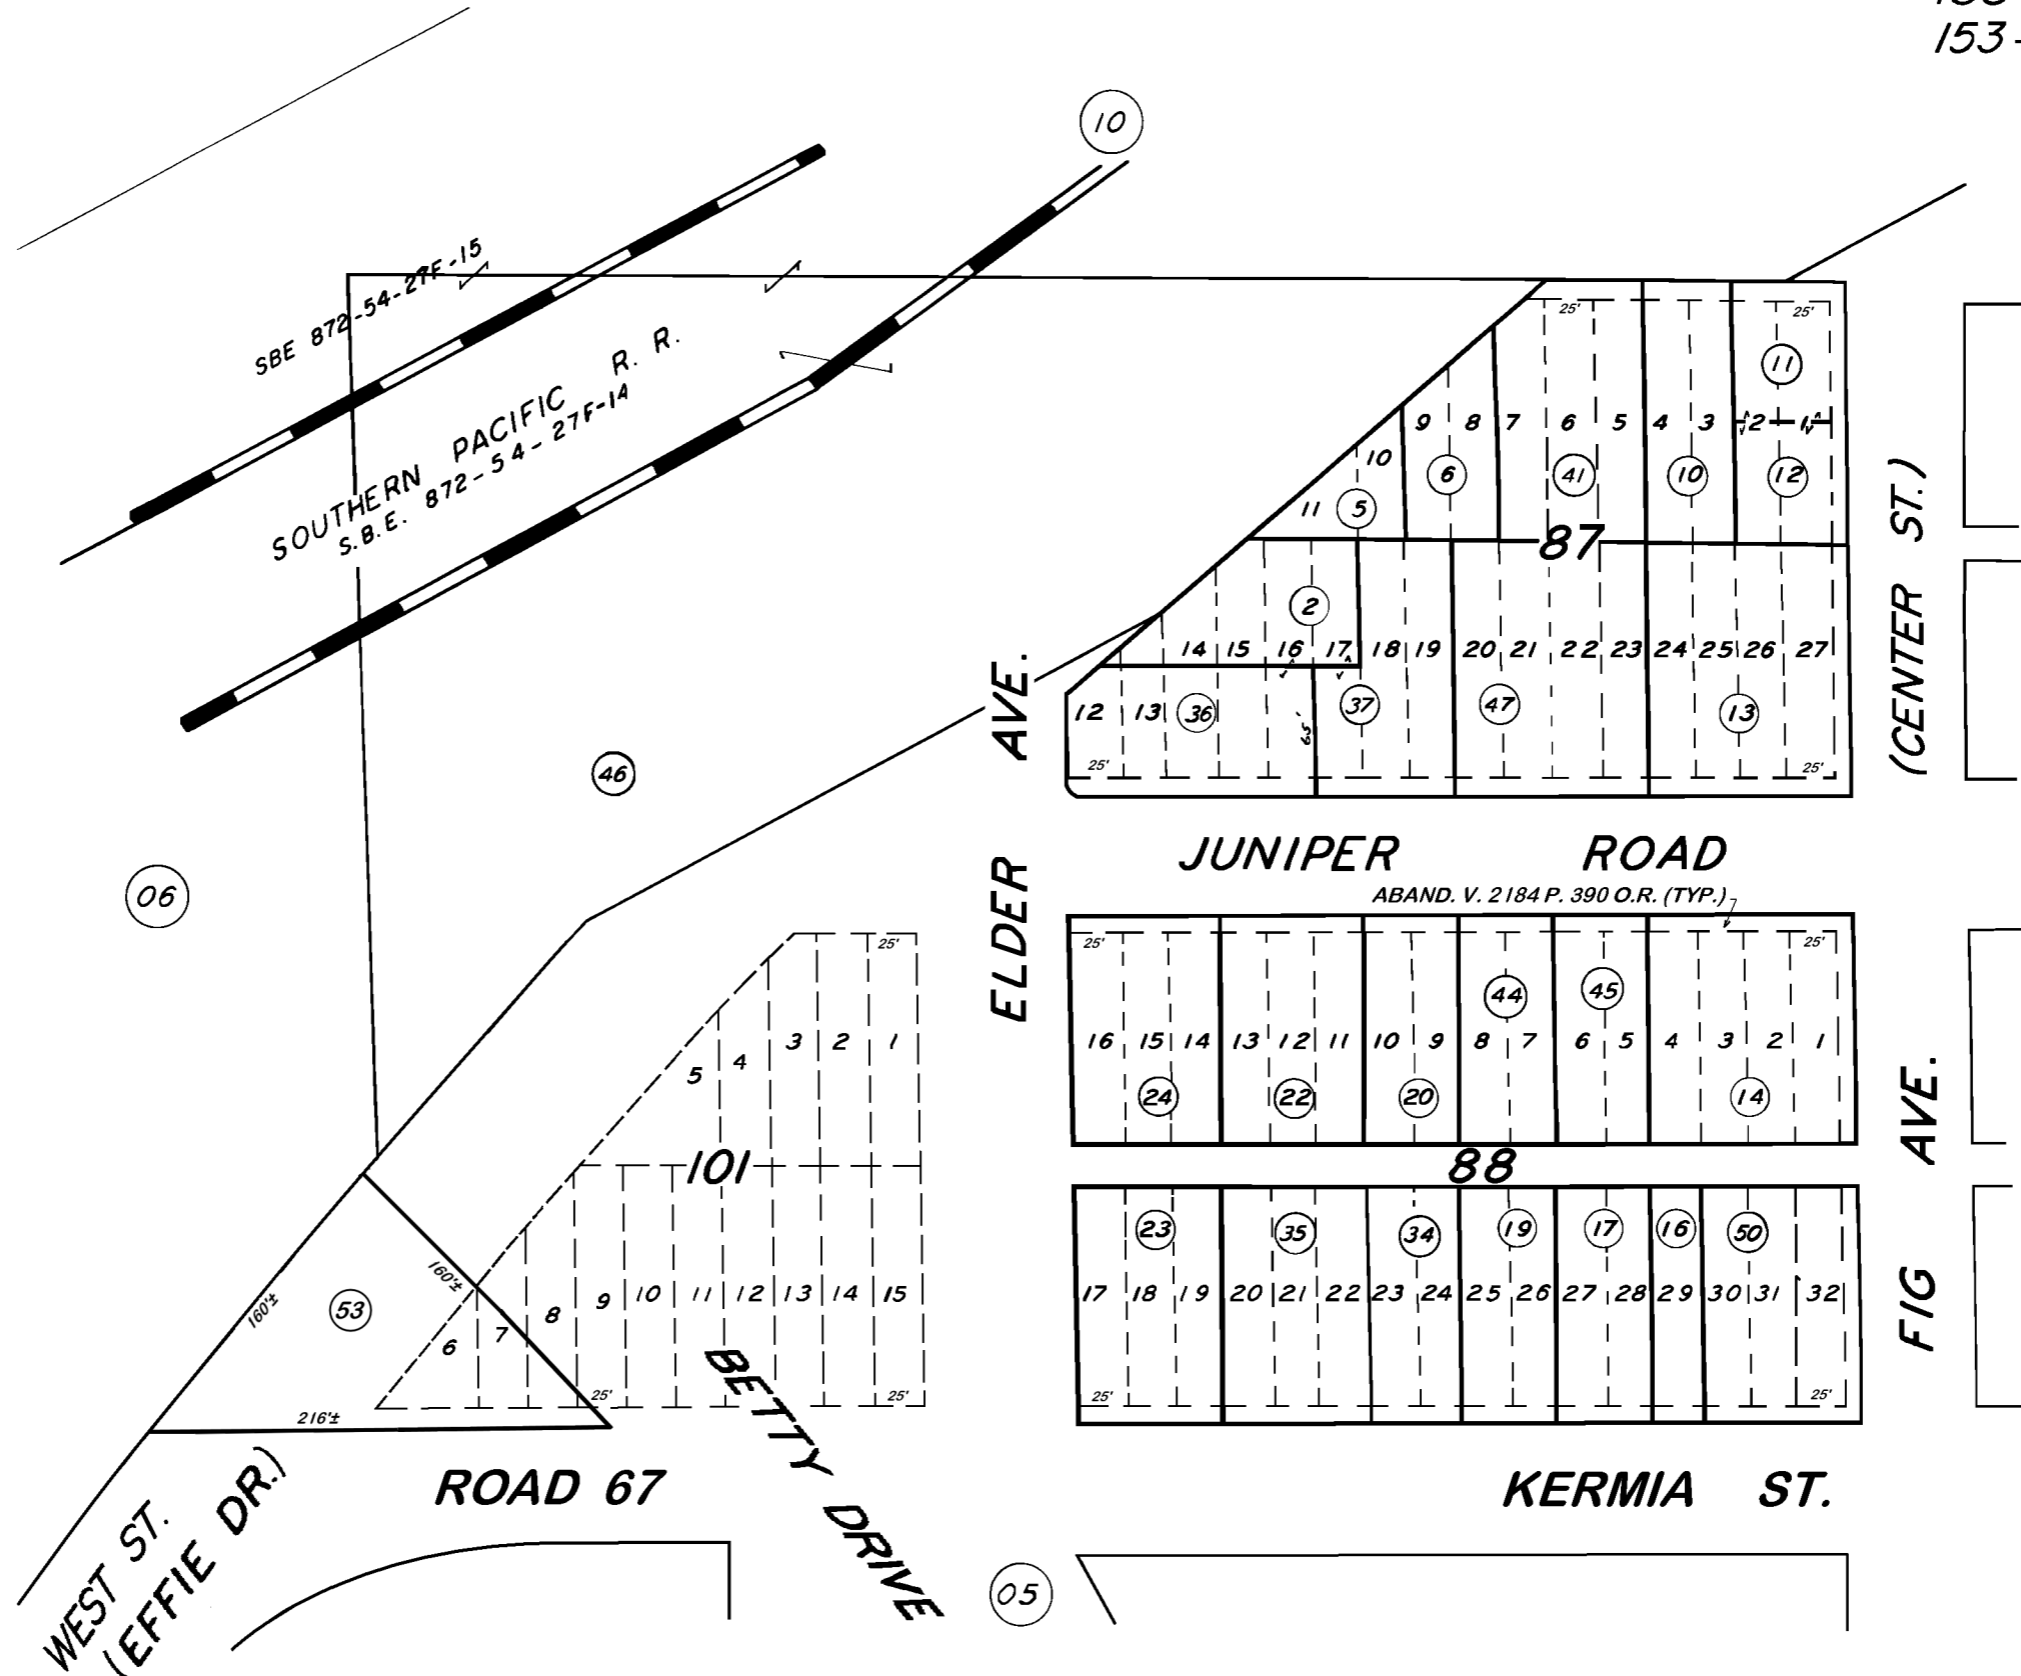 153-
10
SBE 872-54-27F-15
SOUTHERN PACIFIC R. R.
S.B.E. 872-54-27F-14
25' 25'
11
9 8 7 6 5 4 3 2 1
10
6 41 10 12
11 5
87
2
14 15 16 17 18 19 20 21 22 23 24 25 26 27
12 13 36 37 47 13
65'
25' 25'
46
06
ELDER AVE.
(CENTER ST.)
FIG AVE.
JUNIPER ROAD
ABAND. V. 2184 P. 390 O.R. (TYP.)
25' 25'
44 45
16 15 14 13 12 11 10 9 8 7 6 5 4 3 2 1
24 22 20 14
88
23 35 34 19 17 16 50
17 18 19 20 21 22 23 24 25 26 27 28 29 30 31 32
25' 25'
25'
5 4 3 2 1
101
6 7 8 9 10 11 12 13 14 15
25' 25'
160'±
160'±
53
216'±
BETTY DRIVE
ROAD 67
KERMIA ST.
WEST ST.
(EFFIE DR.)
05